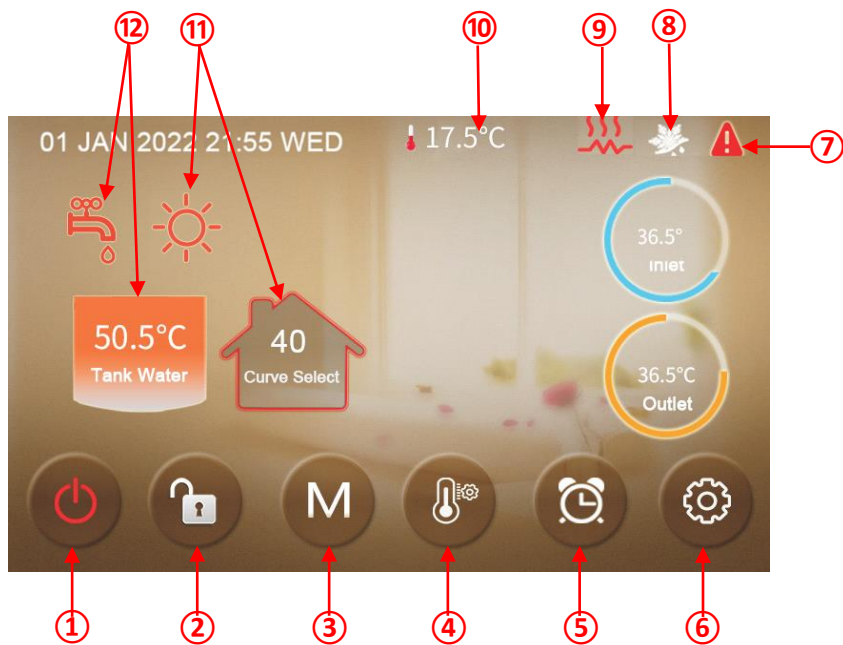 ⑫ ⑪ ⑩ ⑨ ⑧
⑦
01 JAN 2022 21:55 WED
17.5°C
36.5°
Inlet
50.5°C
Tank Water
40
Curve Select
36.5°C
Outlet
M
① ② ③ ④ ⑤ ⑥